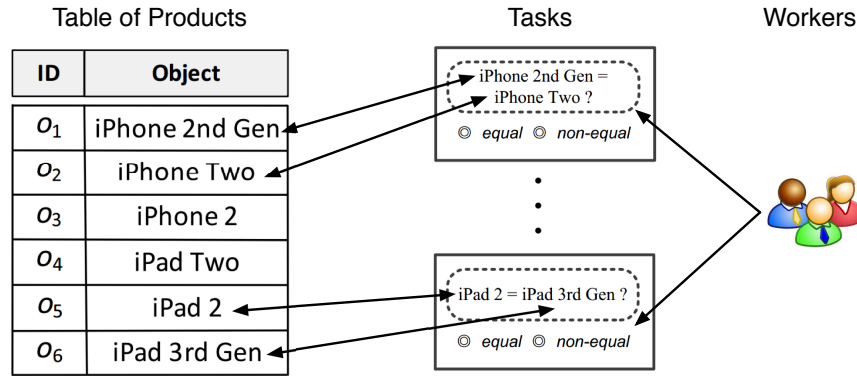 Table of Products
Tasks
Workers
ID Object
o1 iPhone 2nd Gen
o2 iPhone Two
o3 iPhone 2
o4 iPad Two
o5 iPad 2
o6 iPad 3rd Gen
iPhone 2nd Gen =
iPhone Two ?
equal non-equal
iPad 2 = iPad 3rd Gen ?
equal non-equal